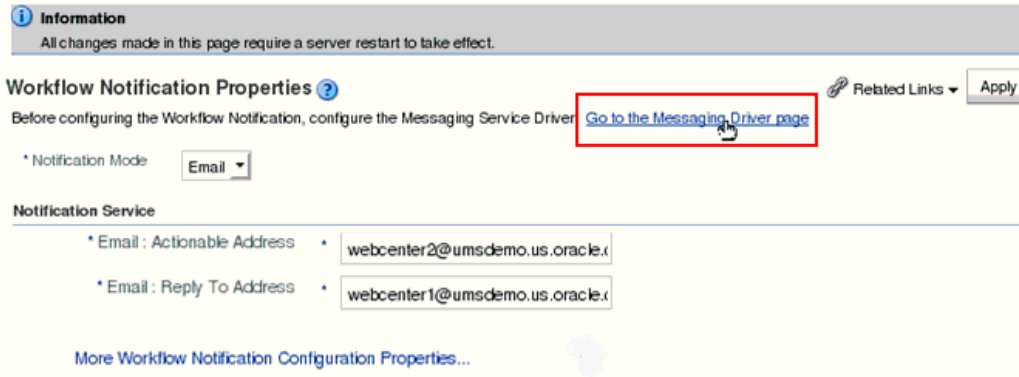 Information
All changes made in this page require a server restart to take effect.
Workflow Notification Properties
Related Links
Apply
Before configuring the Workflow Notification, configure the Messaging Service Driver Go to the Messaging Driver page
* Notification Mode Email
Notification Service
* Email : Actionable Address • webcenter2@umsdemo.us.oracle.c
* Email : Reply To Address • webcenter1@umsdemo.us.oracle.c
More Workflow Notification Configuration Properties...